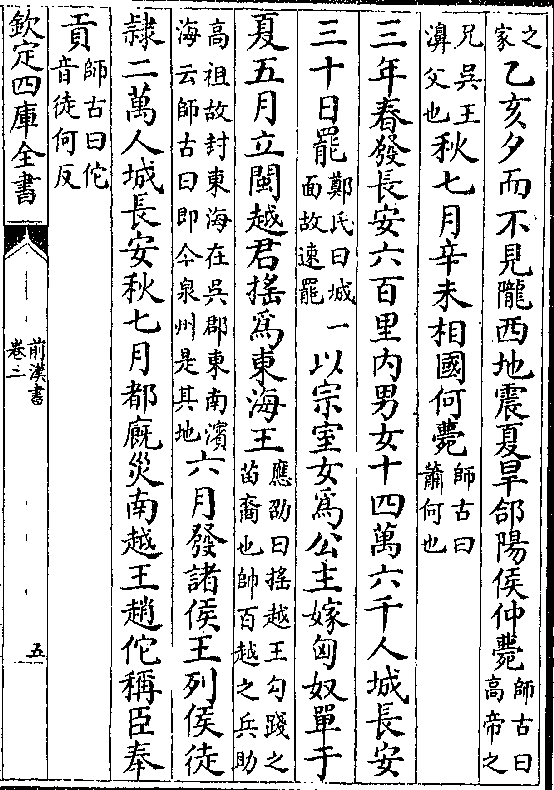 之家乙亥夕而不見隴西地震夏旱郃陽侯仲薨師古曰高帝之
兄吳王濞父也秋七月辛未相國何薨師古曰蕭何也
三年春發長安六百里內男女十四萬六千人城長安
三十日罷鄭氏曰城一面故速罷以宗室女為公主嫁匈奴單于
夏五月立閩越君搖為東海王應劭曰搖越王勾踐之苗裔也帥百越之兵助
高祖故封東海在吳郡東南濱海云師古曰即今泉州是其地六月發諸侯王列侯徒
隸二萬人城長安秋七月都廐災南越王趙佗稱臣奉
貢師古曰佗音徒何反
欽定四庫全書
前漢書
卷二
五